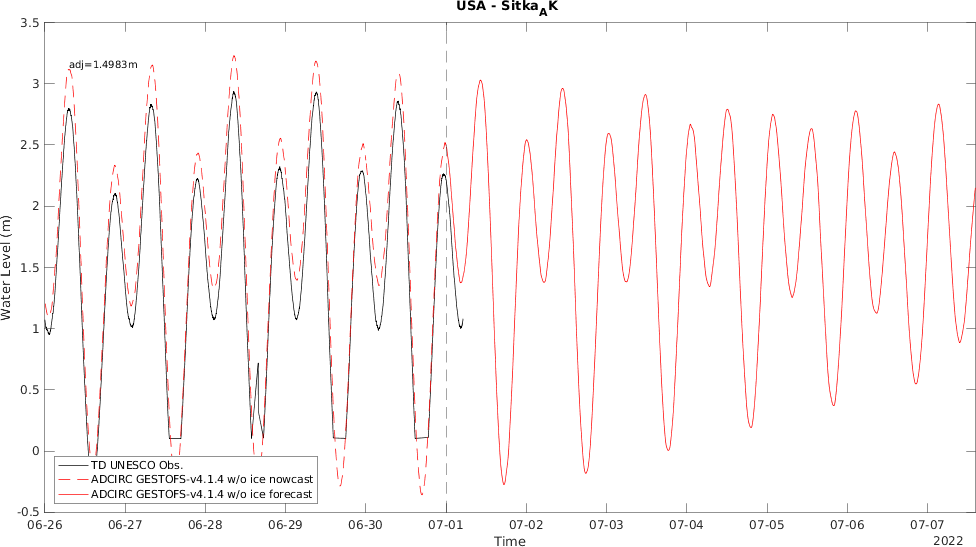 USA - Sitka_AK
adj=1.4983m
3.5
3
2.5
2
1.5
1
0.5
0
-0.5
Water Level (m)
TD UNESCO Obs.
ADCIRC GESTOFS-v4.1.4 w/o ice nowcast
ADCIRC GESTOFS-v4.1.4 w/o ice forecast
06-26 06-27 06-28 06-29 06-30 07-01 07-02 07-03 07-04 07-05 07-06 07-07
Time
2022